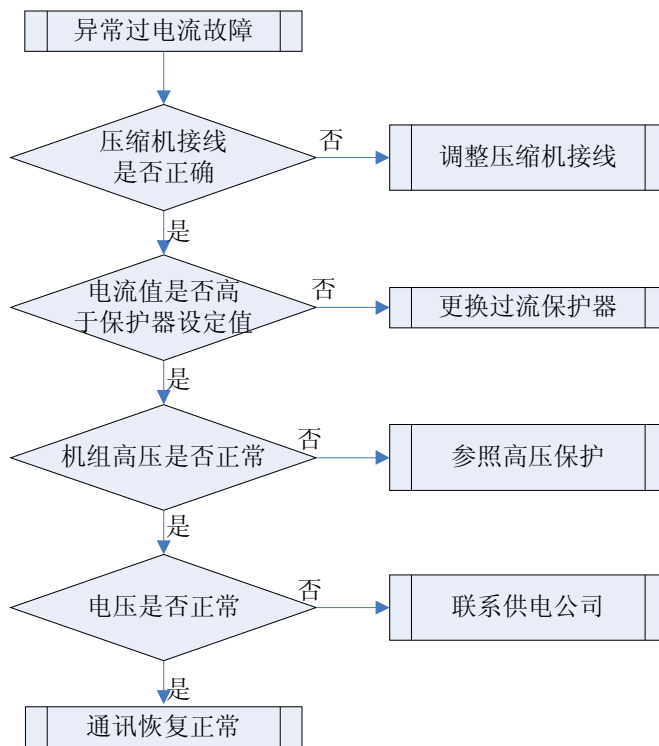 异常过电流故障
压缩机接线
是否正确
否
调整压缩机接线
是
电流值是否高
于保护器设定值
否
更换过流保护器
是
机组高压是否正常
否
参照高压保护
是
电压是否正常
否
联系供电公司
是
通讯恢复正常